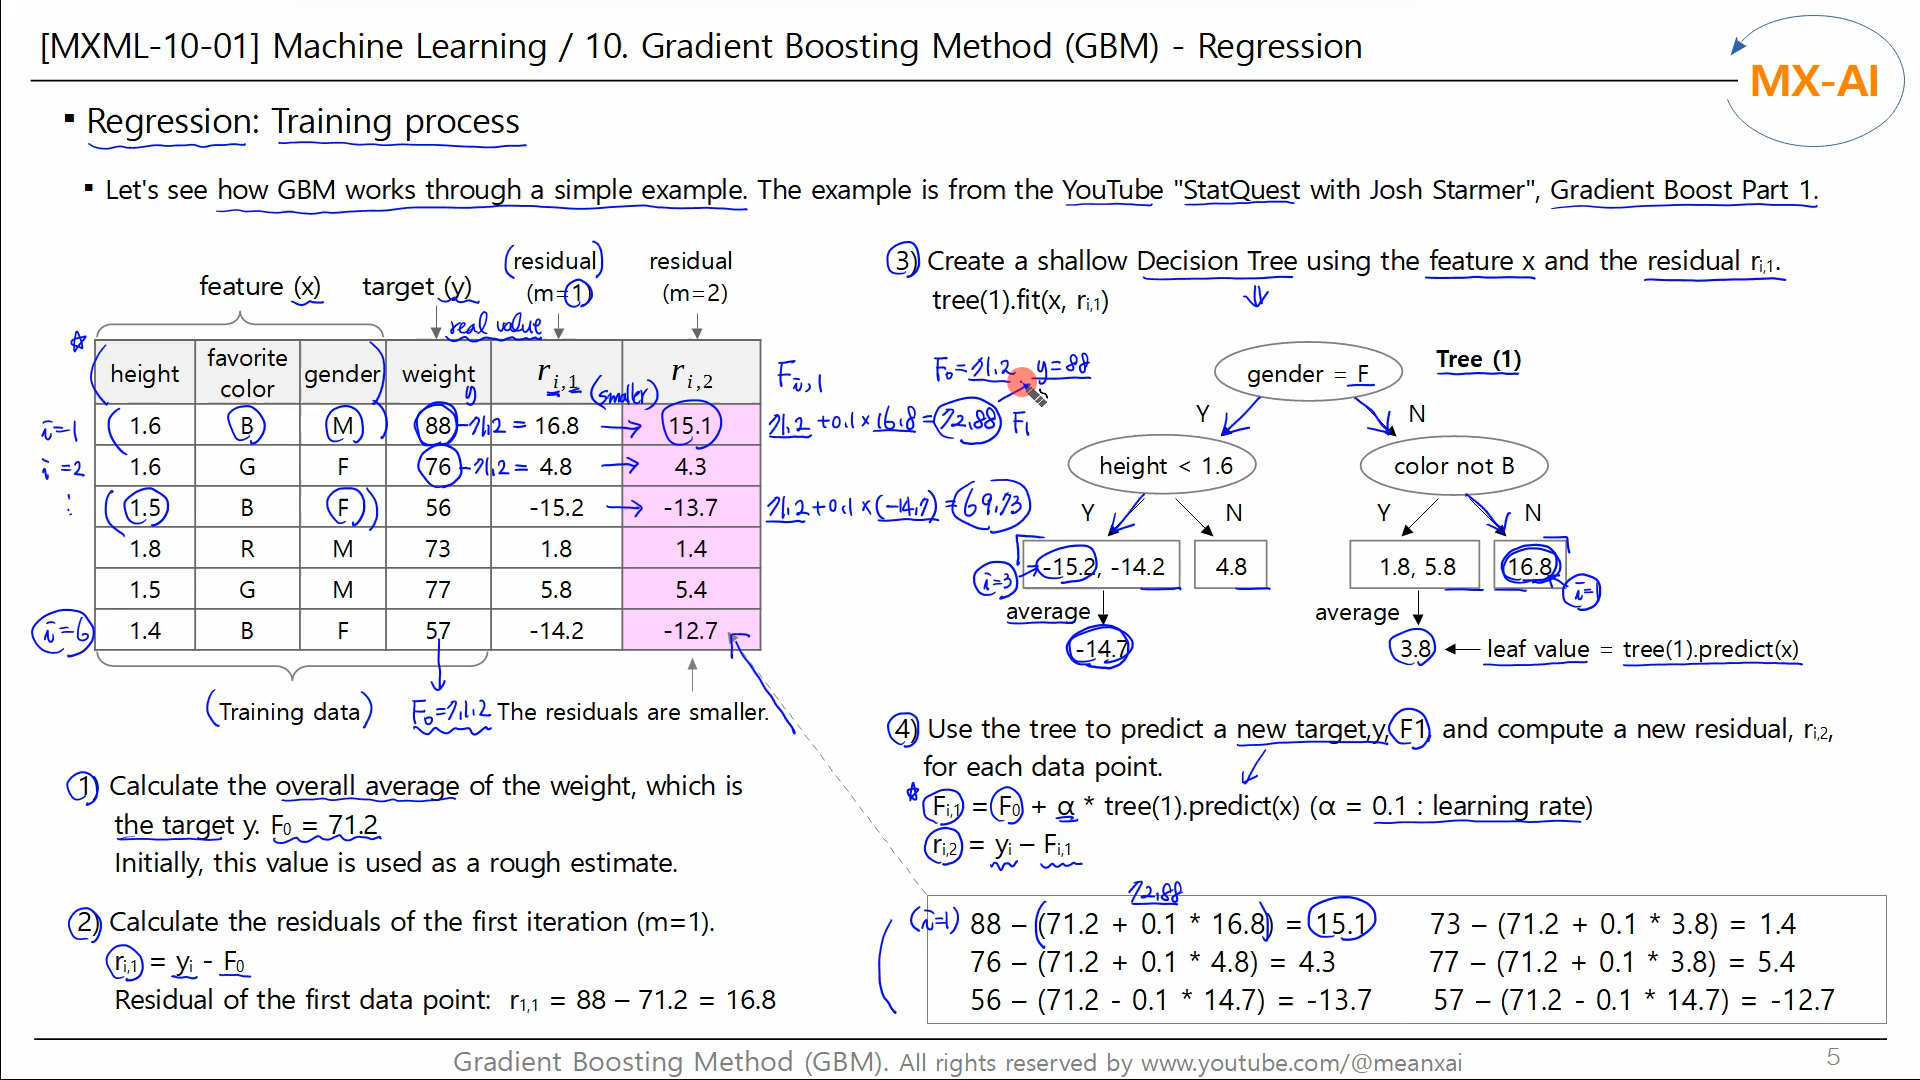 [MXML-10-01] Machine Learning / 10. Gradient Boosting Method (GBM) - Regression
MX-AI
▪ Regression: Training process
▪ Let's see how GBM works through a simple example. The example is from the YouTube "StatQuest with Josh Starmer", Gradient Boost Part 1.
feature (x) target (y) (residual) (m=1) residual (m=2)
real value
height favorite color gender weight r i,1 r i,2
y = (smaller) F i,1
i=1 1.6 B M 88 -71.2 = 16.8 → 15.1 71.2 + 0.1 × 16.8 = 72.88 F1
i=2 1.6 G F 76 -71.2 = 4.8 → 4.3
⋮ (1.5 B F) 56 -15.2 → -13.7 71.2 + 0.1 × (-14.7) = 69.73
1.8 R M 73 1.8 1.4
1.5 G M 77 5.8 5.4
i=6 1.4 B F 57 -14.2 -12.7
(Training data) F0=71.2 The residuals are smaller.
1) Calculate the overall average of the weight, which is
the target y. F0 = 71.2
Initially, this value is used as a rough estimate.
2) Calculate the residuals of the first iteration (m=1).
ri,1 = yi - F0
Residual of the first data point: r1,1 = 88 – 71.2 = 16.8
3) Create a shallow Decision Tree using the feature x and the residual ri,1.
tree(1).fit(x, ri,1)
F0=71.2 y=88
gender = F Tree (1)
Y N
height < 1.6 color not B
Y N Y N
i=3 -15.2, -14.2 4.8 1.8, 5.8 16.8 i=1
average average
-14.7 3.8 ← leaf value = tree(1).predict(x)
4) Use the tree to predict a new target,y, F1, and compute a new residual, ri,2,
for each data point.
Fi,1 = F0 + α * tree(1).predict(x) (α = 0.1 : learning rate)
ri,2 = yi – Fi,1
72.88
(i=1) 88 – (71.2 + 0.1 * 16.8) = 15.1 73 – (71.2 + 0.1 * 3.8) = 1.4
76 – (71.2 + 0.1 * 4.8) = 4.3 77 – (71.2 + 0.1 * 3.8) = 5.4
56 – (71.2 - 0.1 * 14.7) = -13.7 57 – (71.2 - 0.1 * 14.7) = -12.7
Gradient Boosting Method (GBM). All rights reserved by www.youtube.com/@meanxai
5